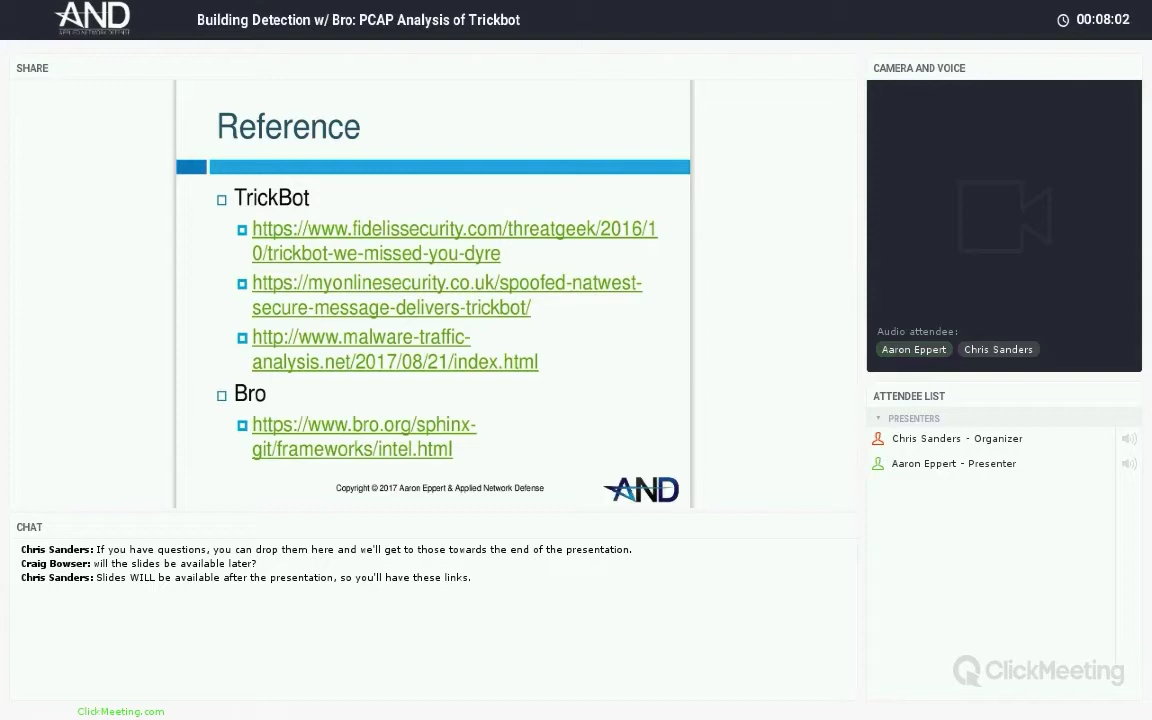 AND
APPLIED NETWORK DEFENSE
Building Detection w/ Bro: PCAP Analysis of Trickbot
00:08:02
SHARE
Reference
TrickBot
https://www.fidelissecurity.com/threatgeek/2016/1
0/trickbot-we-missed-you-dyre
https://myonlinesecurity.co.uk/spoofed-natwest-
secure-message-delivers-trickbot/
http://www.malware-traffic-
analysis.net/2017/08/21/index.html
Bro
https://www.bro.org/sphinx-
git/frameworks/intel.html
Copyright © 2017 Aaron Eppert & Applied Network Defense
AND
CHAT
Chris Sanders: If you have questions, you can drop them here and we'll get to those towards the end of the presentation.
Craig Bowser: will the slides be available later?
Chris Sanders: Slides WILL be available after the presentation, so you'll have these links.
ClickMeeting.com
CAMERA AND VOICE
Audio attendee:
Aaron Eppert Chris Sanders
ATTENDEE LIST
PRESENTERS
Chris Sanders - Organizer
Aaron Eppert - Presenter
ClickMeeting